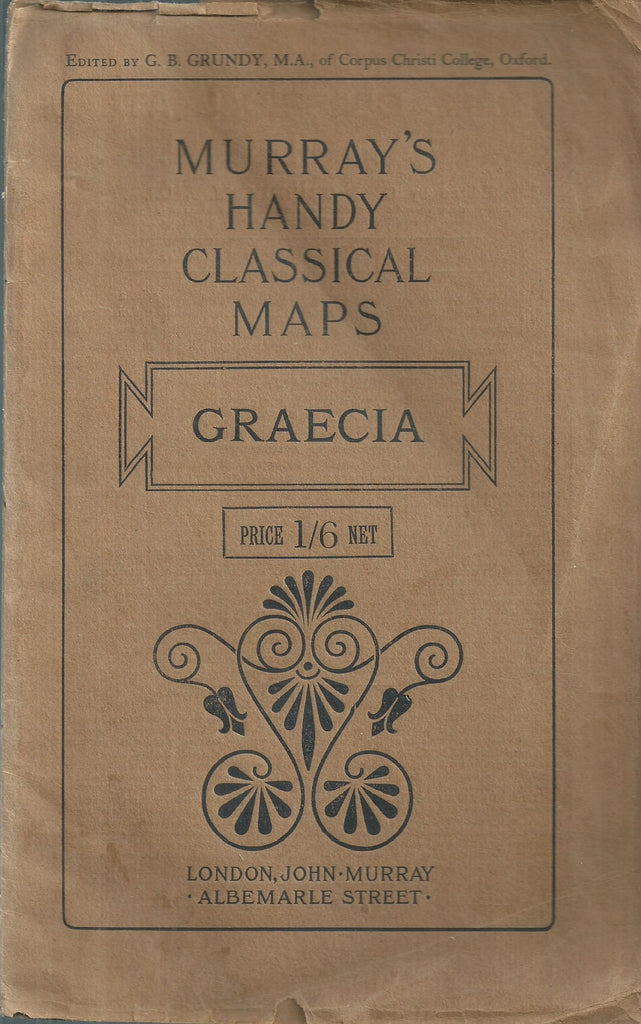 EDITED BY G. B. GRUNDY, M.A., of Corpus Christi College, Oxford.
MURRAY'S
HANDY
CLASSICAL
MAPS
GRAECIA
PRICE 1/6 NET
LONDON, JOHN·MURRAY
·ALBEMARLE STREET·